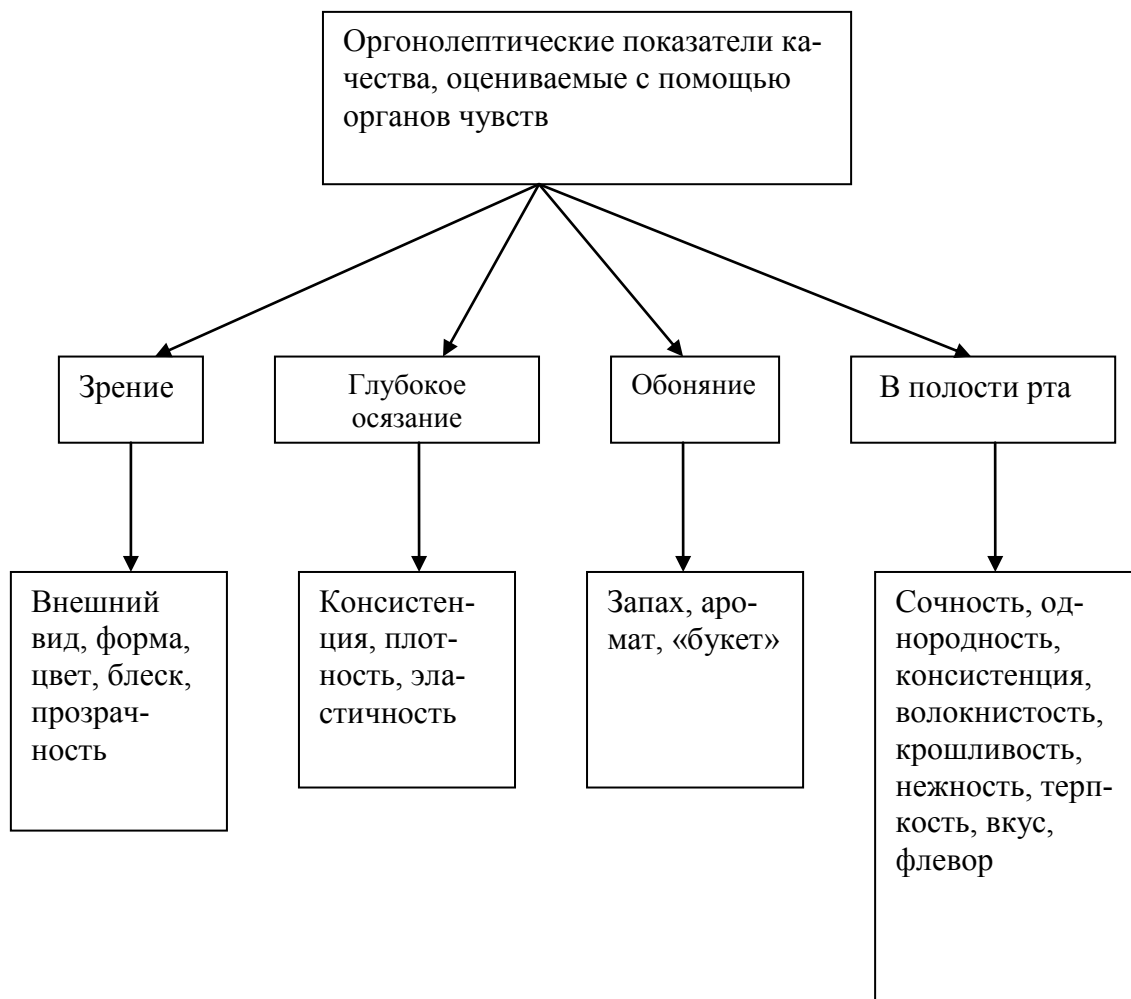 Оргонолептические показатели ка-
чества, оцениваемые с помощью
органов чувств
Зрение
Глубокое
осязание
Обоняние
В полости рта
Внешний
вид, форма,
цвет, блеск,
прозрач-
ность
Консистен-
ция, плот-
ность, эла-
стичность
Запах, аро-
мат, «букет»
Сочность, од-
нородность,
консистенция,
волокнистость,
крошливость,
нежность, терп-
кость, вкус,
флевор